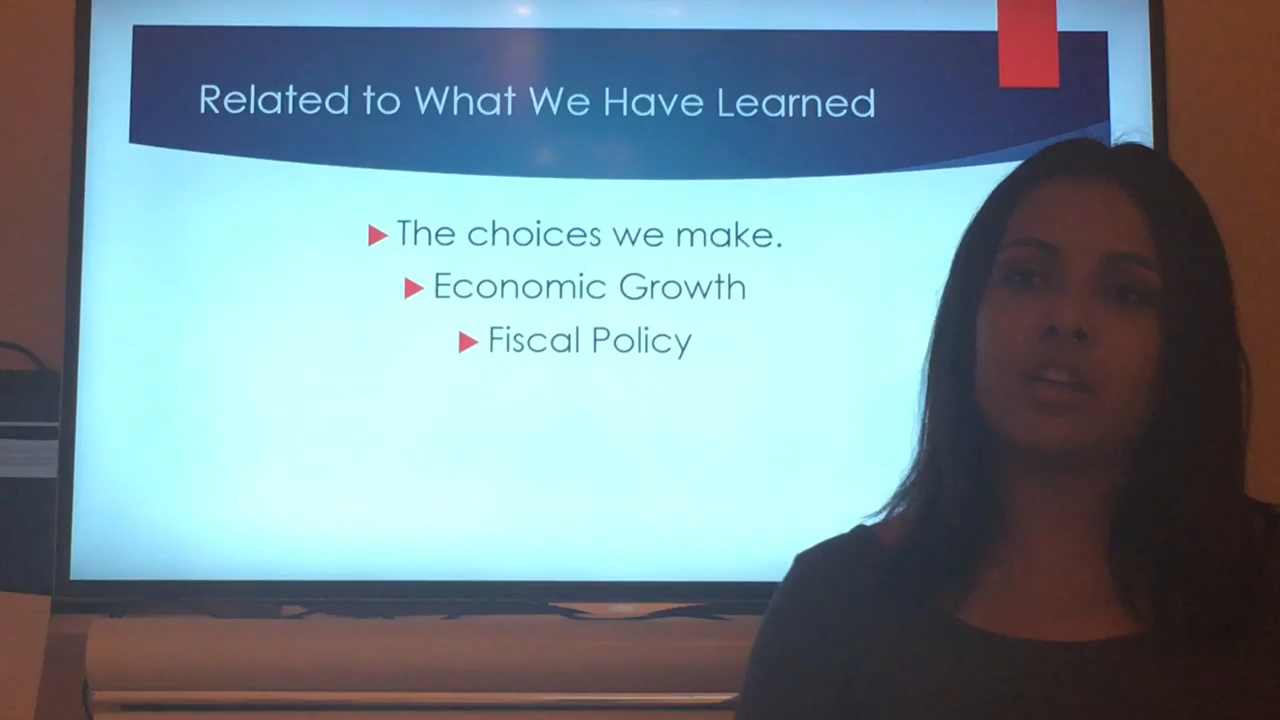 Related to What We Have Learned
The choices we make.
Economic Growth
Fiscal Policy